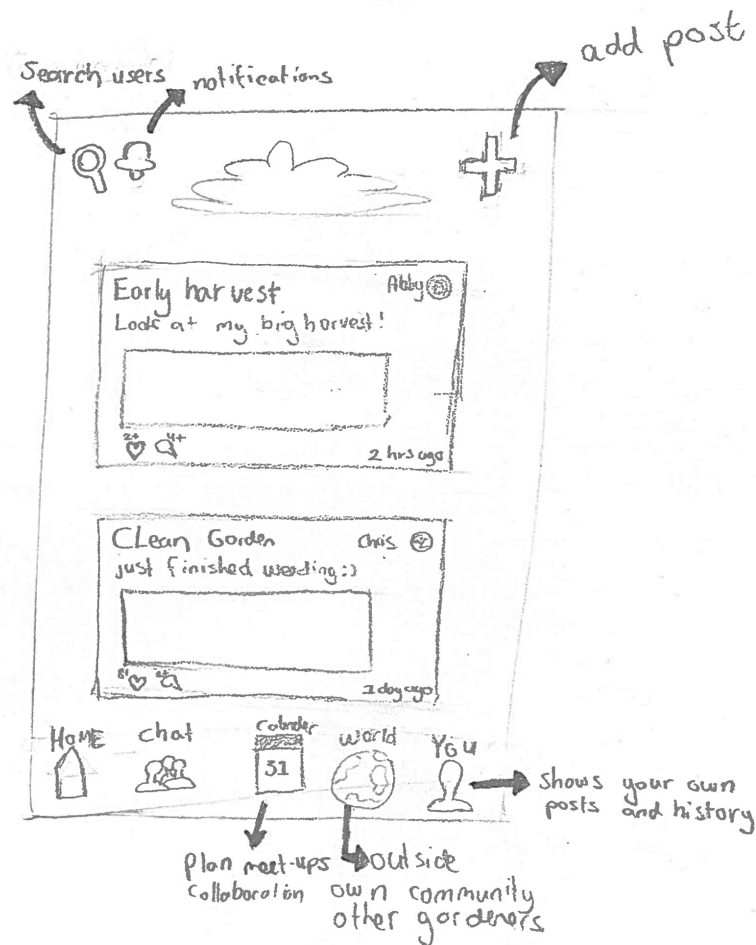 add post
Search users
notifications
Early harvest
Abby
Look at my big harvest!
2+
4+
2 hrs ago
CLean Garden
Chris
just finished weeding:)
1 day ago
HOME
chat
calander
world
You
31
Shows your own
posts and history
plan meet-ups
collaboration
outside
own community
other gardeners